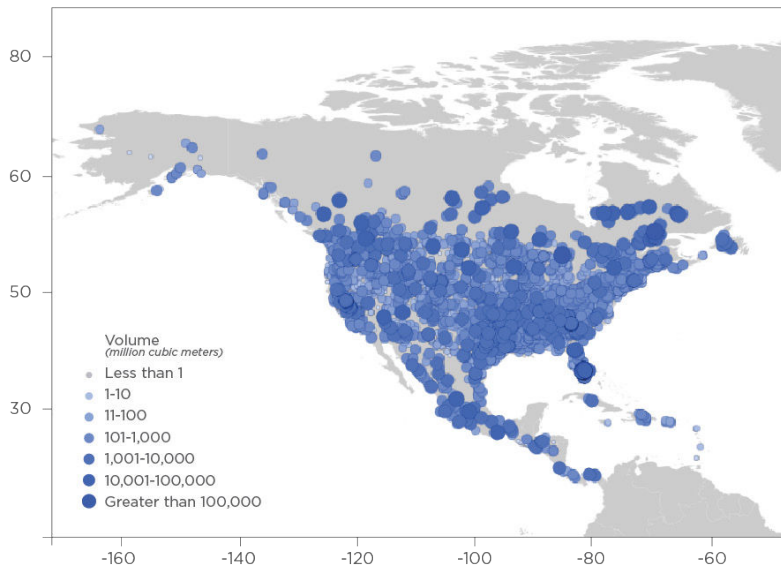 80
60
50
30
Volume
(million cubic meters)
Less than 1
1-10
11-100
101-1,000
1,001-10,000
10,001-100,000
Greater than 100,000
-160 -140 -120 -100 -80 -60